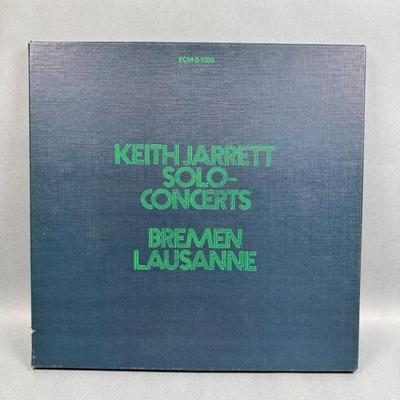 ECM-3-1035
KEITH JARRETT
SOLO-
CONCERTS
BREMEN
LAUSANNE